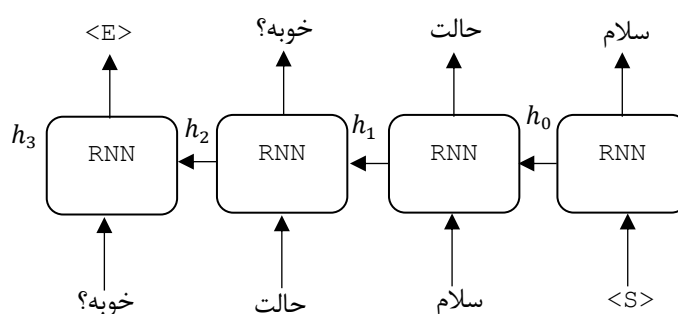 سلام حالت خوبه؟ <E>
h₀ h₁ h₂ h₃
RNN RNN RNN RNN
<S> سلام حالت خوبه؟